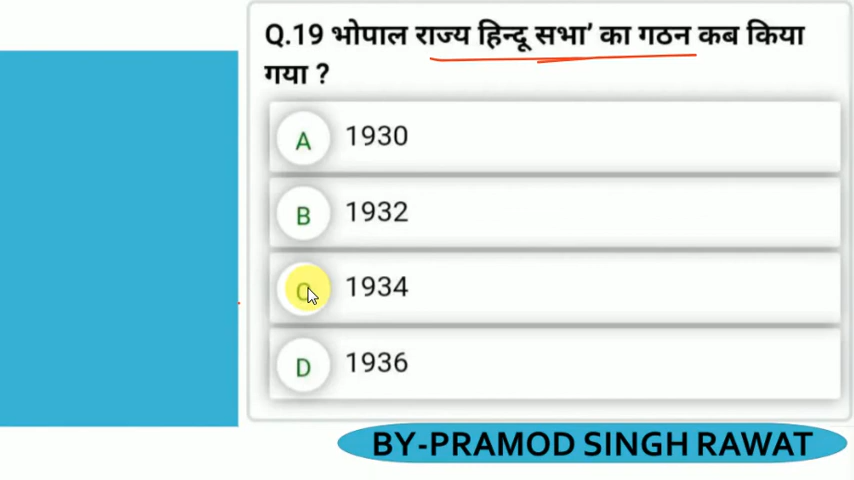 Q.19 भोपाल राज्य हिन्दू सभा’ का गठन कब किया
गया ?
A 1930
B 1932
C 1934
D 1936
BY-PRAMOD SINGH RAWAT